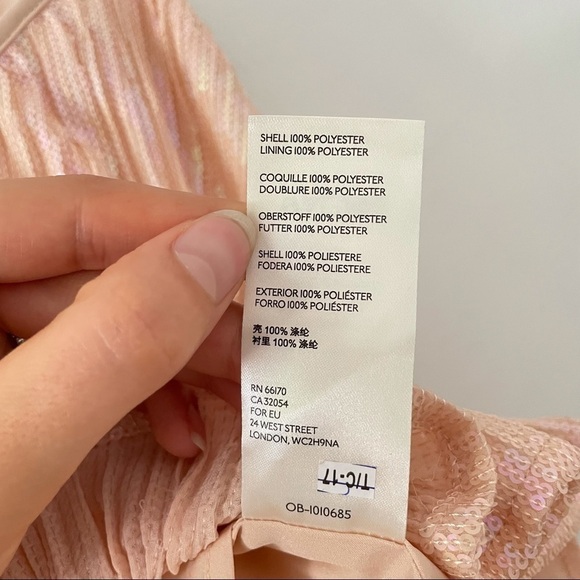 SHELL 100% POLYESTER
LINING 100% POLYESTER
COQUILLE 100% POLYESTER
DOUBLURE 100% POLYESTER
OBERSTOFF 100% POLYESTER
FUTTER 100% POLYESTER
SHELL 100% POLIESTERE
FODERA 100% POLIESTERE
EXTERIOR 100% POLIÉSTER
FORRO 100% POLIÉSTER
壳 100% 涤纶
衬里 100% 涤纶
RN 66170
CA 32054
FOR EU
24 WEST STREET
LONDON, WC2H9NA
TIC-17
OB-1010685